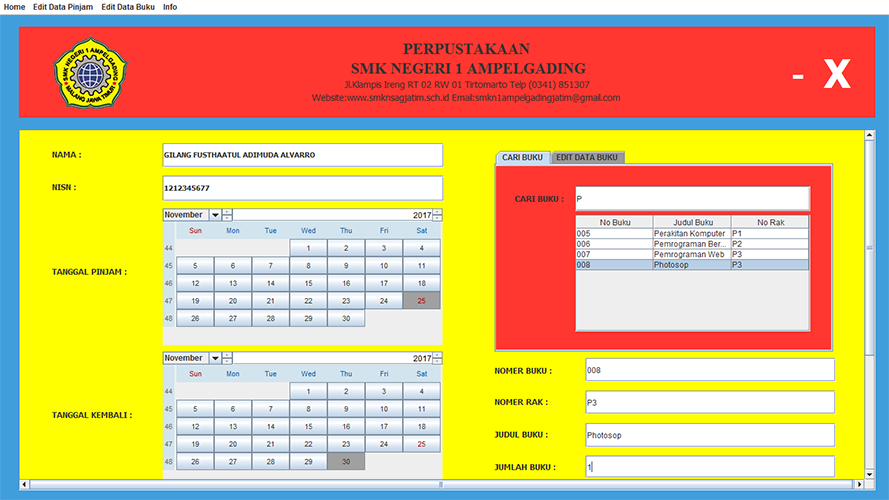 Home Edit Data Pinjam Edit Data Buku Info
SMK NEGERI 1 AMPELGADING
MALANG JAWA TIMUR
PERPUSTAKAAN
SMK NEGERI 1 AMPELGADING
Jl.Klampis Ireng RT 02 RW 01 Tirtomarto Telp (0341) 851307
Website:www.smknsagjatim.sch.id Email:smkn1ampelgadingjatim@gmail.com
- X
NAMA : GILANG FUSTHAATUL ADIMUDA ALVARRO
NISN : 1212345677
TANGGAL PINJAM :
November 2017
Sun Mon Tue Wed Thu Fri Sat
44 1 2 3 4
45 5 6 7 8 9 10 11
46 12 13 14 15 16 17 18
47 19 20 21 22 23 24 25
48 26 27 28 29 30
TANGGAL KEMBALI :
November 2017
Sun Mon Tue Wed Thu Fri Sat
44 1 2 3 4
45 5 6 7 8 9 10 11
46 12 13 14 15 16 17 18
47 19 20 21 22 23 24 25
48 26 27 28 29 30
CARI BUKU EDIT DATA BUKU
CARI BUKU : P
No Buku Judul Buku No Rak
005 Perakitan Komputer P1
006 Pemrograman Ber... P2
007 Pemrograman Web P3
008 Photosop P3
NOMER BUKU : 008
NOMER RAK : P3
JUDUL BUKU : Photosop
JUMLAH BUKU : 1